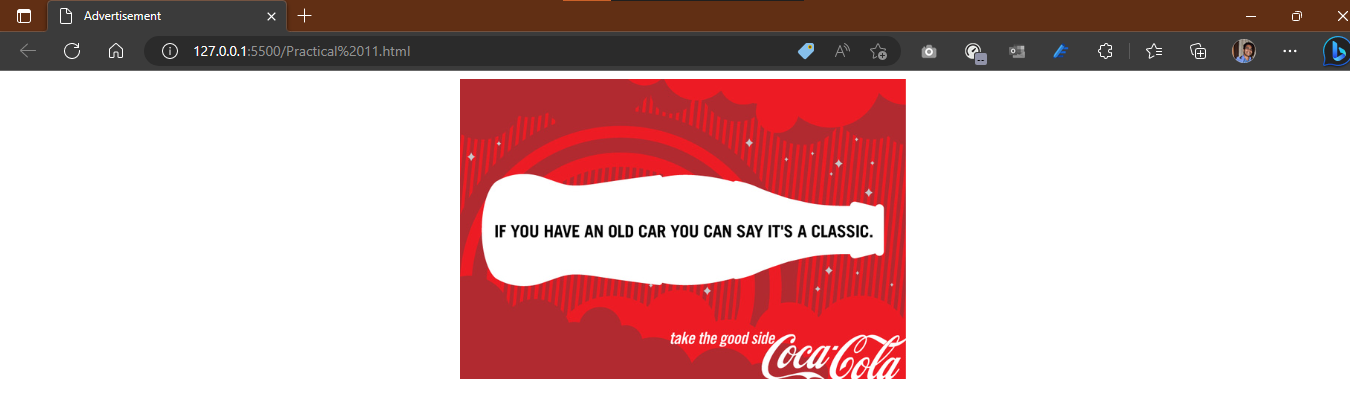 Advertisement
127.0.0.1:5500/Practical%2011.html
IF YOU HAVE AN OLD CAR YOU CAN SAY IT'S A CLASSIC.
take the good side
Coca-Cola